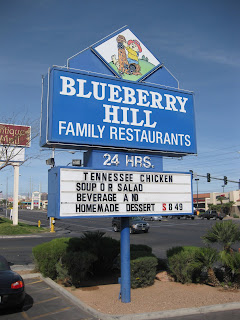 BLUEBERRY
HILL
FAMILY RESTAURANTS
24 HRS.
TENNESSEE CHICKEN
SOUP OR SALAD
BEVERAGE AND
HOMEMADE DESSERT $8.49